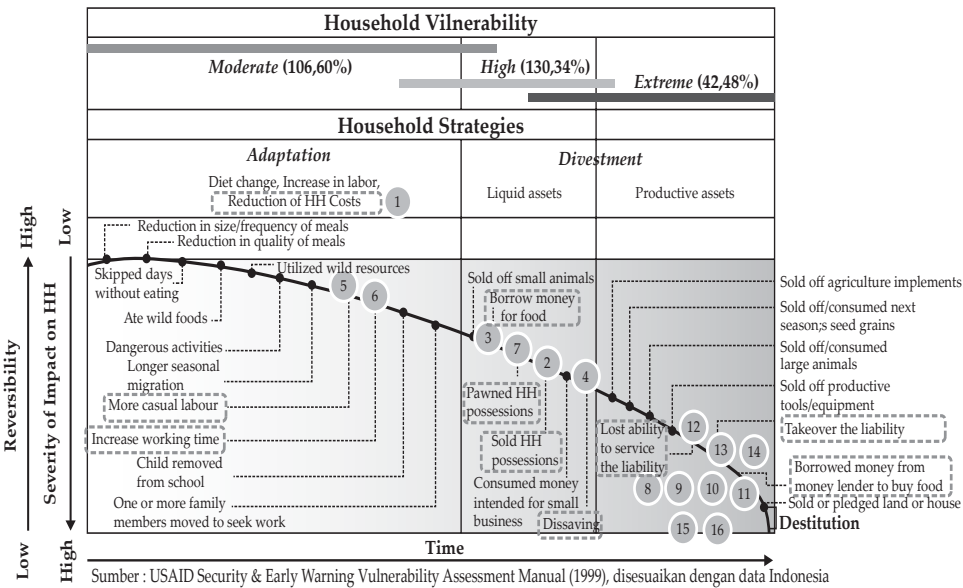 Household Vilnerability
Moderate (106,60%)
High (130,34%)
Extreme (42,48%)
Household Strategies
Adaptation
Divestment
Diet change, Increase in labor,
Reduction of HH Costs
1
Liquid assets
Productive assets
High
Low
Reversibility
Severity of Impact on HH
Low
High
Reduction in size/frequency of meals
Reduction in quality of meals
Skipped days
without eating
Utilized wild resources
5
6
Ate wild foods
Dangerous activities
Longer seasonal
migration
More casual labour
Increase working time
Child removed
from school
One or more family
members moved to seek work
Sold off small animals
Borrow money
for food
3
7
2
4
Pawned HH
possessions
Sold HH
possessions
Consumed money
intended for small
business
Dissaving
Sold off agriculture implements
Sold off/consumed next
season;s seed grains
Sold off/consumed
large animals
Sold off productive
tools/equipment
Lost ability
to service
the liability
12
13
14
Takeover the liability
8
9
10
11
Borrowed money from
money lender to buy food
Sold or pledged land or house
15
16
Destitution
Time
Sumber : USAID Security & Early Warning Vulnerability Assessment Manual (1999), disesuaikan dengan data Indonesia